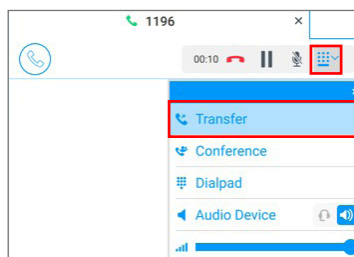 1196
00:10
Transfer
Conference
Dialpad
Audio Device